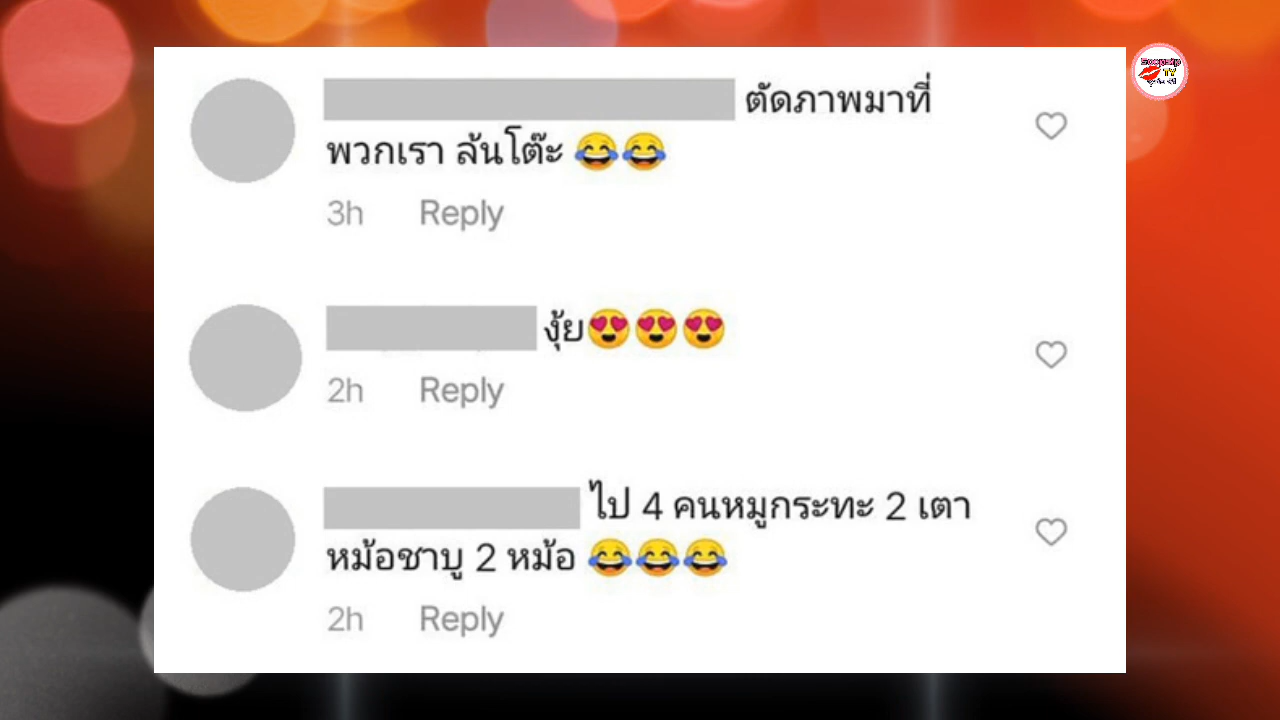 ตัดภาพมาที่
พวกเรา ล้นโต๊ะ 😂😂
3h Reply
งุ้ย😍😍😍
2h Reply
ไป 4 คนหมูกระทะ 2 เตา
หม้อชาบู 2 หม้อ 😂😂😂
2h Reply
TV